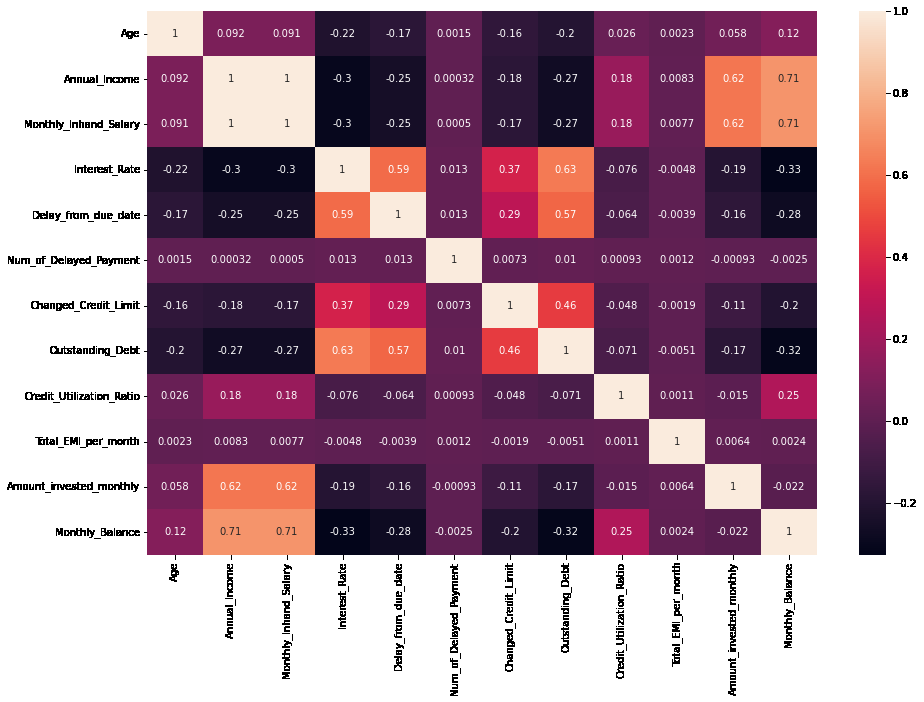 Age 1 0.092 0.091 -0.22 -0.17 0.0015 -0.16 -0.2 0.026 0.0023 0.058 0.12
Annual_Income 0.092 1 1 -0.3 -0.25 0.00032 -0.18 -0.27 0.18 0.0083 0.62 0.71
Monthly_Inhand_Salary 0.091 1 1 -0.3 -0.25 0.0005 -0.17 -0.27 0.18 0.0077 0.62 0.71
Interest_Rate -0.22 -0.3 -0.3 1 0.59 0.013 0.37 0.63 -0.076 -0.0048 -0.19 -0.33
Delay_from_due_date -0.17 -0.25 -0.25 0.59 1 0.013 0.29 0.57 -0.064 -0.0039 -0.16 -0.28
Num_of_Delayed_Payment 0.0015 0.00032 0.0005 0.013 0.013 1 0.0073 0.01 0.00093 0.0012 -0.00093 -0.0025
Changed_Credit_Limit -0.16 -0.18 -0.17 0.37 0.29 0.0073 1 0.46 -0.048 -0.0019 -0.11 -0.2
Outstanding_Debt -0.2 -0.27 -0.27 0.63 0.57 0.01 0.46 1 -0.071 -0.0051 -0.17 -0.32
Credit_Utilization_Ratio 0.026 0.18 0.18 -0.076 -0.064 0.00093 -0.048 -0.071 1 0.0011 -0.015 0.25
Total_EMI_per_month 0.0023 0.0083 0.0077 -0.0048 -0.0039 0.0012 -0.0019 -0.0051 0.0011 1 0.0064 0.0024
Amount_invested_monthly 0.058 0.62 0.62 -0.19 -0.16 -0.00093 -0.11 -0.17 -0.015 0.0064 1 -0.022
Monthly_Balance 0.12 0.71 0.71 -0.33 -0.28 -0.0025 -0.2 -0.32 0.25 0.0024 -0.022 1
Age
Annual_Income
Monthly_Inhand_Salary
Interest_Rate
Delay_from_due_date
Num_of_Delayed_Payment
Changed_Credit_Limit
Outstanding_Debt
Credit_Utilization_Ratio
Total_EMI_per_month
Amount_invested_monthly
Monthly_Balance
1.0
0.8
0.6
0.4
0.2
0.0
−0.2